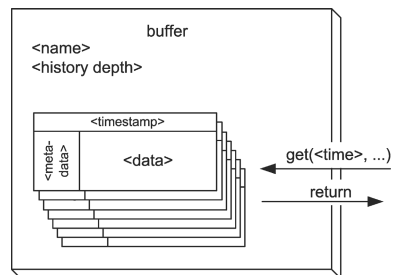 buffer
<name>
<history depth>
<timestamp>
<meta-
data>
<data>
get(<time>, ...)
return